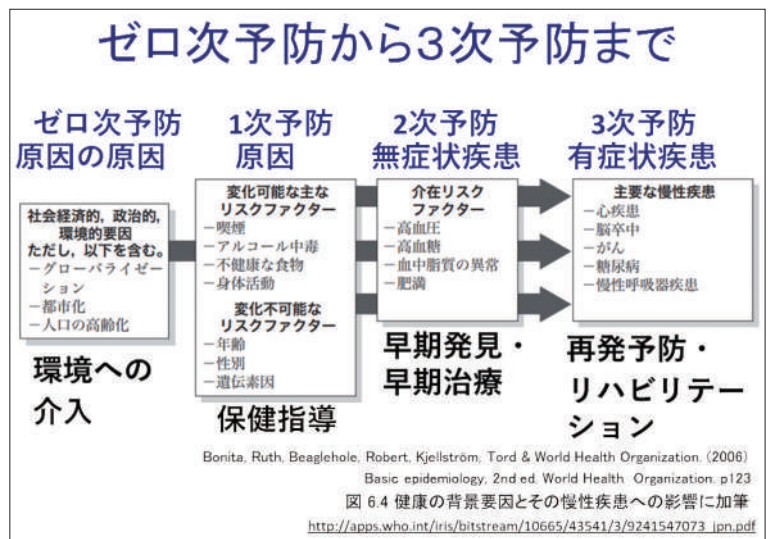 ゼロ次予防から3次予防まで
ゼロ次予防
原因の原因
社会経済的,政治的,
環境的要因
ただし,以下を含む。
－グローバライゼー
ション
－都市化
－人口の高齢化
環境への
介入
1次予防
原因
変化可能な主な
リスクファクター
－喫煙
－アルコール中毒
－不健康な食物
－身体活動
変化不可能な
リスクファクター
－年齢
－性別
－遺伝素因
保健指導
2次予防
無症状疾患
介在リスク
ファクター
－高血圧
－高血糖
－血中脂質の異常
－肥満
早期発見・
早期治療
3次予防
有症状疾患
主要な慢性疾患
－心疾患
－脳卒中
－がん
－糖尿病
－慢性呼吸器疾患
再発予防・
リハビリテー
ション
Bonita, Ruth, Beaglehole, Robert, Kjellström, Tord & World Health Organization. (2006)
Basic epidemiology, 2nd ed. World Health Organization. p123
図 6.4 健康の背景要因とその慢性疾患への影響に加筆
http://apps.who.int/iris/bitstream/10665/43541/3/9241547073_jpn.pdf